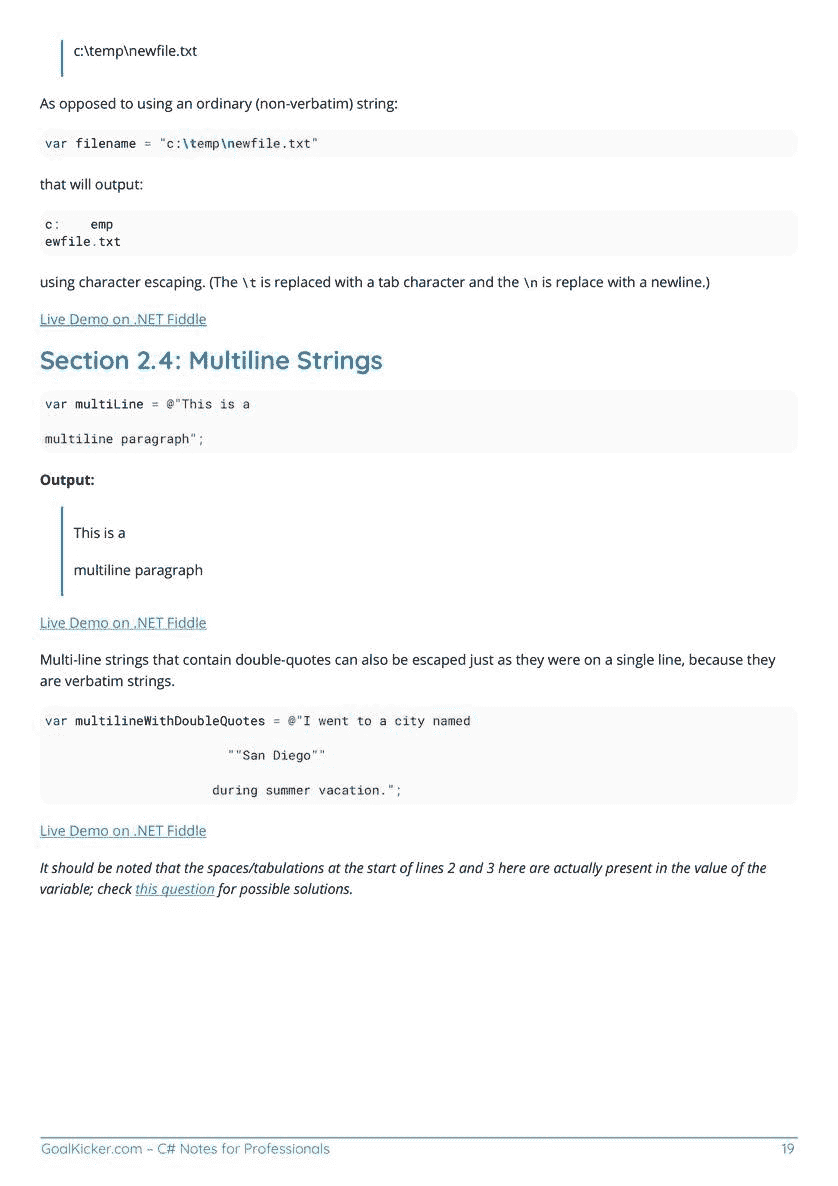 c:\temp\newfile.txt
As opposed to using an ordinary (non-verbatim) string:
var filename = "c:\temp\newfile.txt"
that will output:
c:    emp
ewfile.txt
using character escaping. (The \t is replaced with a tab character and the \n is replace with a newline.)
Live Demo on .NET Fiddle
Section 2.4: Multiline Strings
var multiLine = @"This is a
multiline paragraph";
Output:
This is a
multiline paragraph
Live Demo on .NET Fiddle
Multi-line strings that contain double-quotes can also be escaped just as they were on a single line, because they
are verbatim strings.
var multilineWithDoubleQuotes = @"I went to a city named
                        ""San Diego""
                      during summer vacation.";
Live Demo on .NET Fiddle
It should be noted that the spaces/tabulations at the start of lines 2 and 3 here are actually present in the value of the
variable; check this question for possible solutions.
GoalKicker.com – C# Notes for Professionals 19